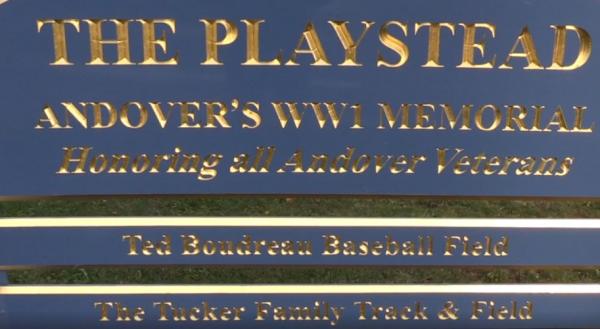 THE PLAYSTEAD
ANDOVER'S WW1 MEMORIAL
Honoring all Andover Veterans
Ted Boudreau Baseball Field
The Tucker Family Track & Field